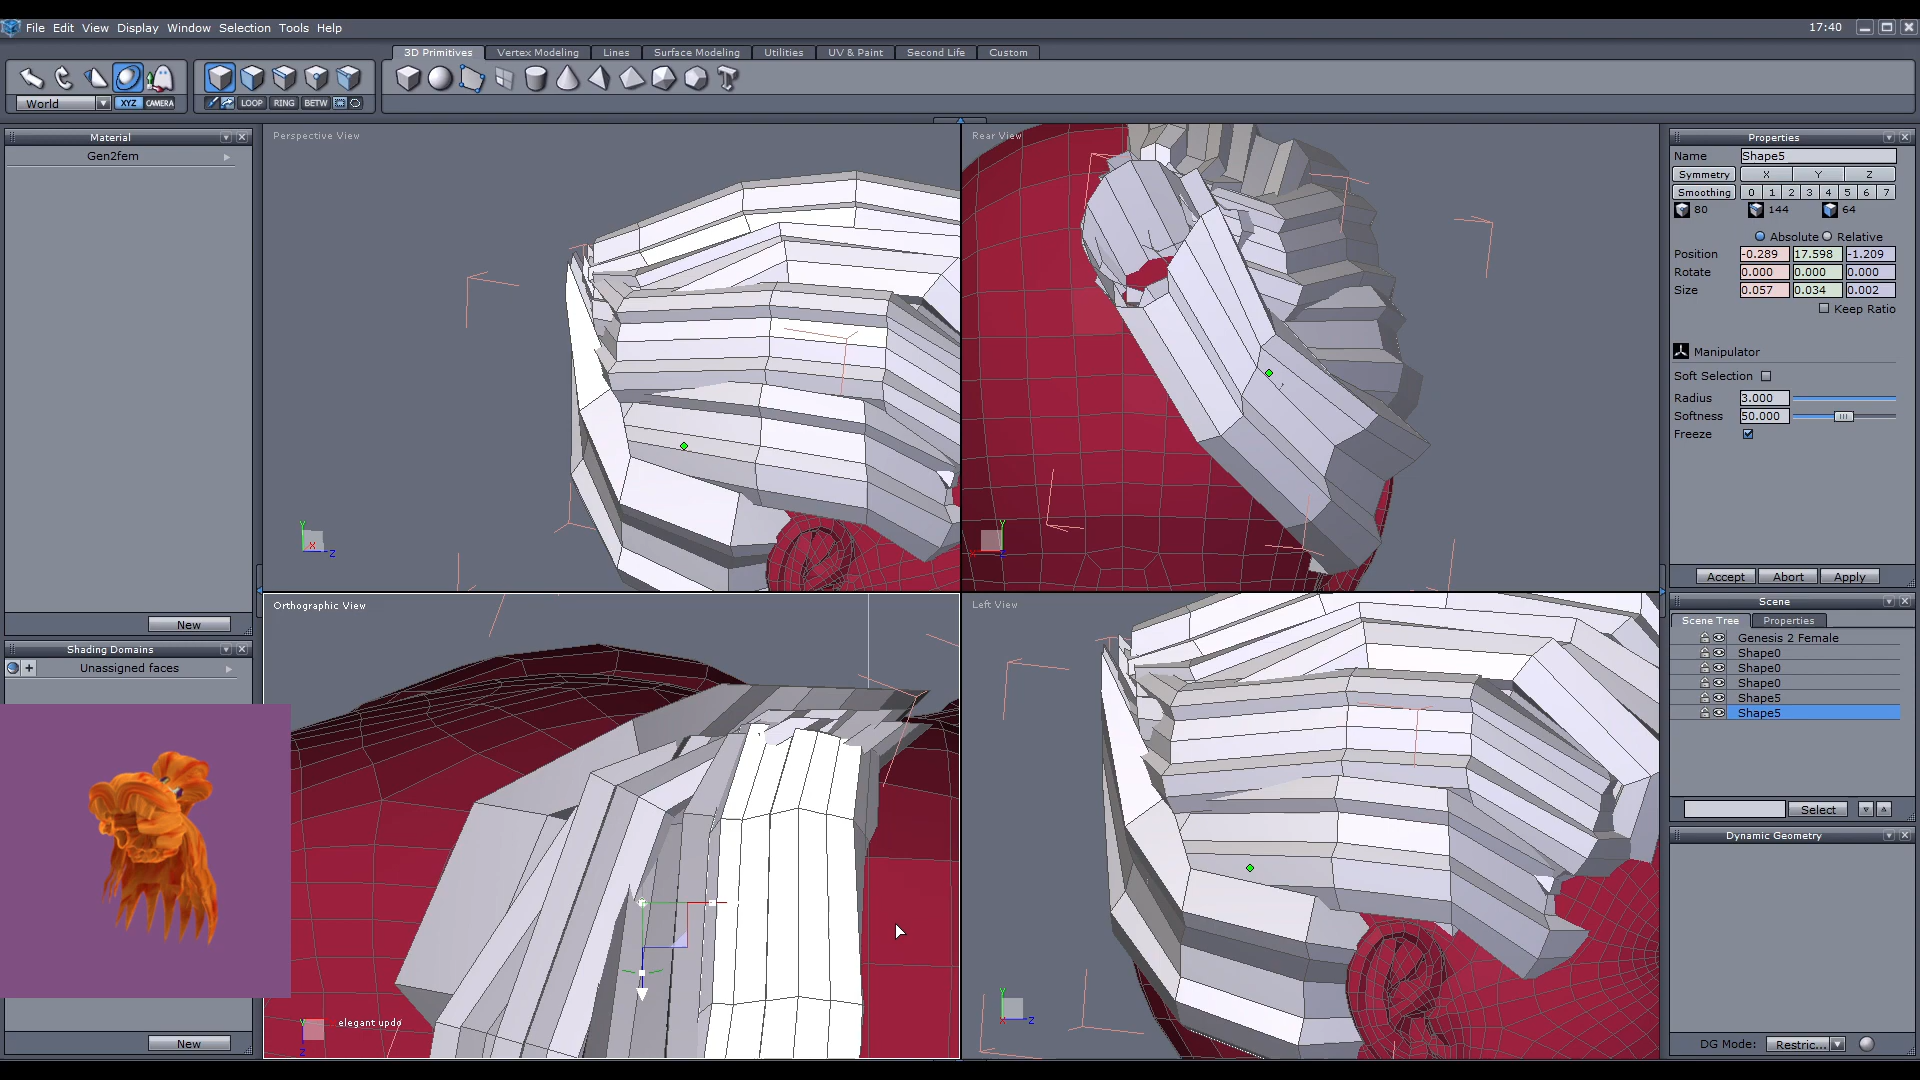 File Edit View Display Window Selection Tools Help 17:40
3D Primitives Vertex Modeling Lines Surface Modeling Utilities UV & Paint Second Life Custom
World XYZ CAMERA LOOP RING BETW
Material
Gen2fem
New
Shading Domains
Unassigned faces
New
Perspective View
Y
X
Z
Rear View
Y
Orthographic View
elegant updo
Y
Z
Left View
Y
X
Z
Properties
Name Shape5
Symmetry X Y Z
Smoothing 0 1 2 3 4 5 6 7
80 144 64
Absolute Relative
Position -0.289 17.598 -1.209
Rotate 0.000 0.000 0.000
Size 0.057 0.034 0.002
Keep Ratio
Manipulator
Soft Selection
Radius 3.000
Softness 50.000
Freeze
Accept Abort Apply
Scene
Scene Tree Properties
Genesis 2 Female
Shape0
Shape0
Shape0
Shape5
Shape5
Select
Dynamic Geometry
DG Mode: Restric...